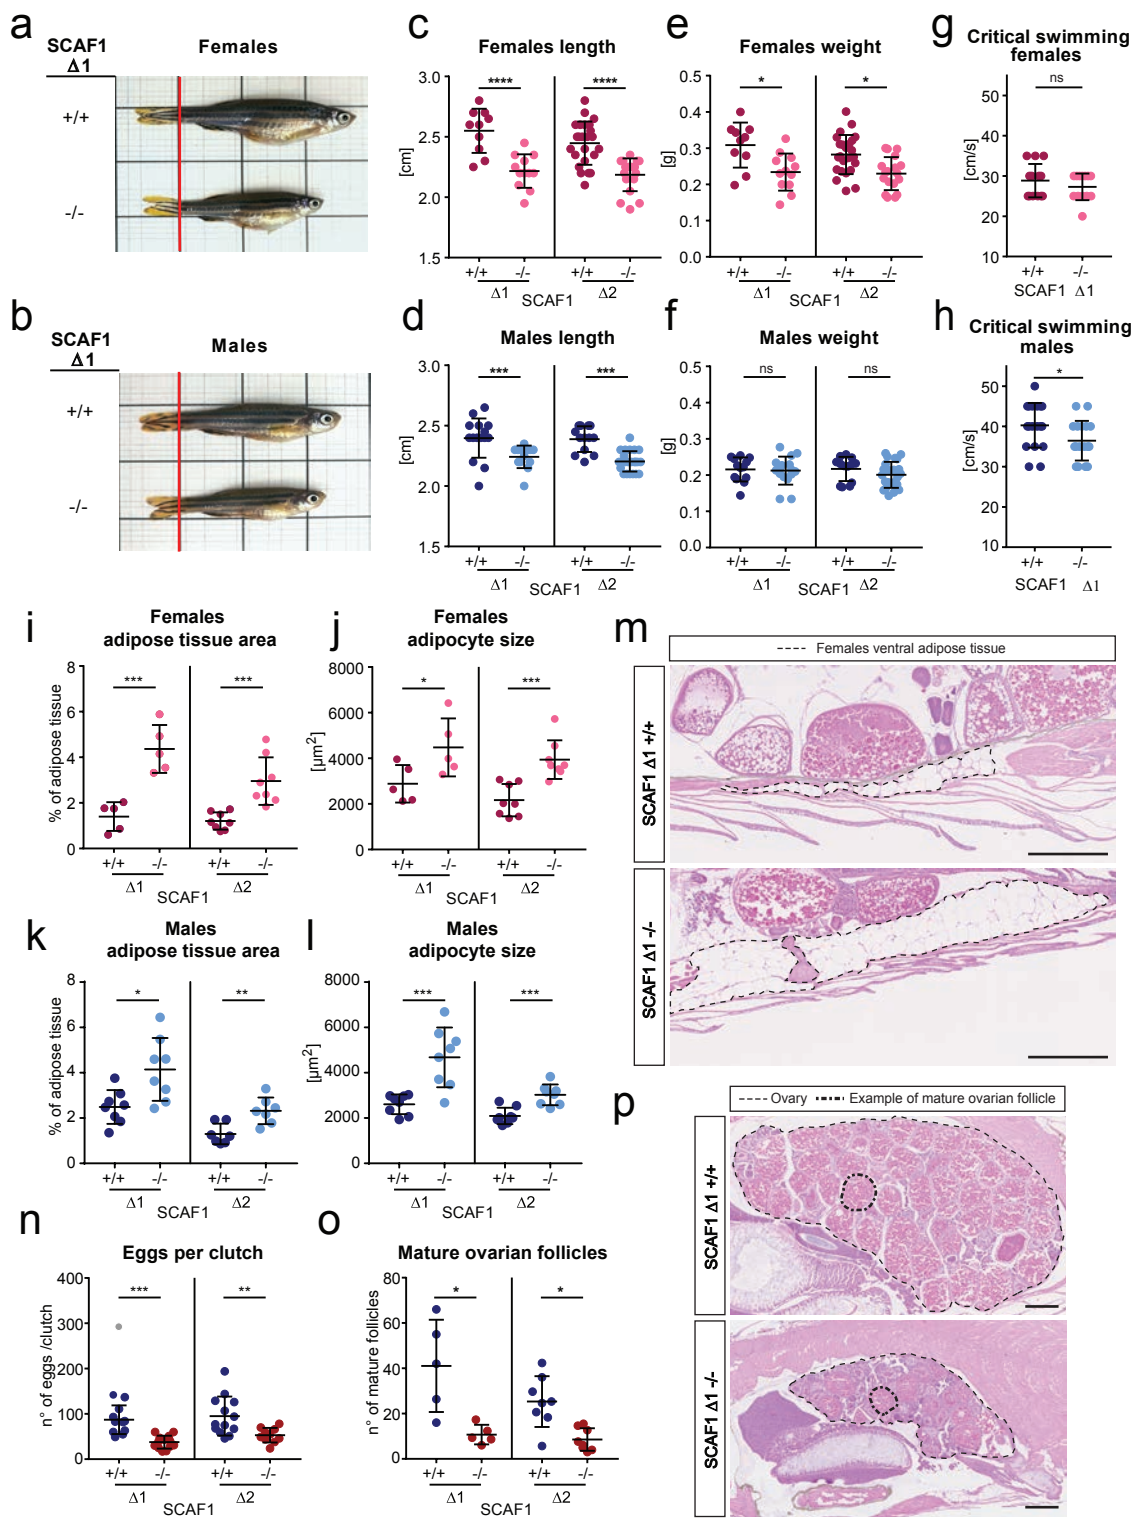 a
SCAF1
Δ1
Females
+/+
-/-
b
SCAF1
Δ1
Males
+/+
-/-
c
Females length
[cm]
3.0
2.5
2.0
1.5
****
****
+/+
-/-
+/+
-/-
Δ1
Δ2
SCAF1
d
Males length
[cm]
3.0
2.5
2.0
1.5
***
***
+/+
-/-
+/+
-/-
Δ1
Δ2
SCAF1
e
Females weight
[g]
0.5
0.4
0.3
0.2
0.1
0.0
*
*
+/+
-/-
+/+
-/-
Δ1
Δ2
SCAF1
f
Males weight
[g]
0.5
0.4
0.3
0.2
0.1
0.0
ns
ns
+/+
-/-
+/+
-/-
Δ1
Δ2
SCAF1
g
Critical swimming
females
[cm/s]
50
40
30
20
10
ns
+/+
-/-
SCAF1 Δ1
h
Critical swimming
males
[cm/s]
50
40
30
20
10
*
+/+
-/-
SCAF1 Δ1
i
Females
adipose tissue area
% of adipose tissue
8
6
4
2
0
***
***
+/+
-/-
+/+
-/-
Δ1
Δ2
SCAF1
j
Females
adipocyte size
[µm²]
8000
6000
4000
2000
0
*
***
+/+
-/-
+/+
-/-
Δ1
Δ2
SCAF1
k
Males
adipose tissue area
% of adipose tissue
8
6
4
2
0
*
**
+/+
-/-
+/+
-/-
Δ1
Δ2
SCAF1
l
Males
adipocyte size
[µm²]
8000
6000
4000
2000
0
***
***
+/+
-/-
+/+
-/-
Δ1
Δ2
SCAF1
m
Females ventral adipose tissue
SCAF1 Δ1 +/+
SCAF1 Δ1 -/-
n
Eggs per clutch
n° of eggs /clutch
400
300
200
100
0
***
**
+/+
-/-
+/+
-/-
Δ1
Δ2
SCAF1
o
Mature ovarian follicles
n° of mature follicles
80
60
40
20
0
*
*
+/+
-/-
+/+
-/-
Δ1
Δ2
SCAF1
p
Ovary Example of mature ovarian follicle
SCAF1 Δ1 +/+
SCAF1 Δ1 -/-